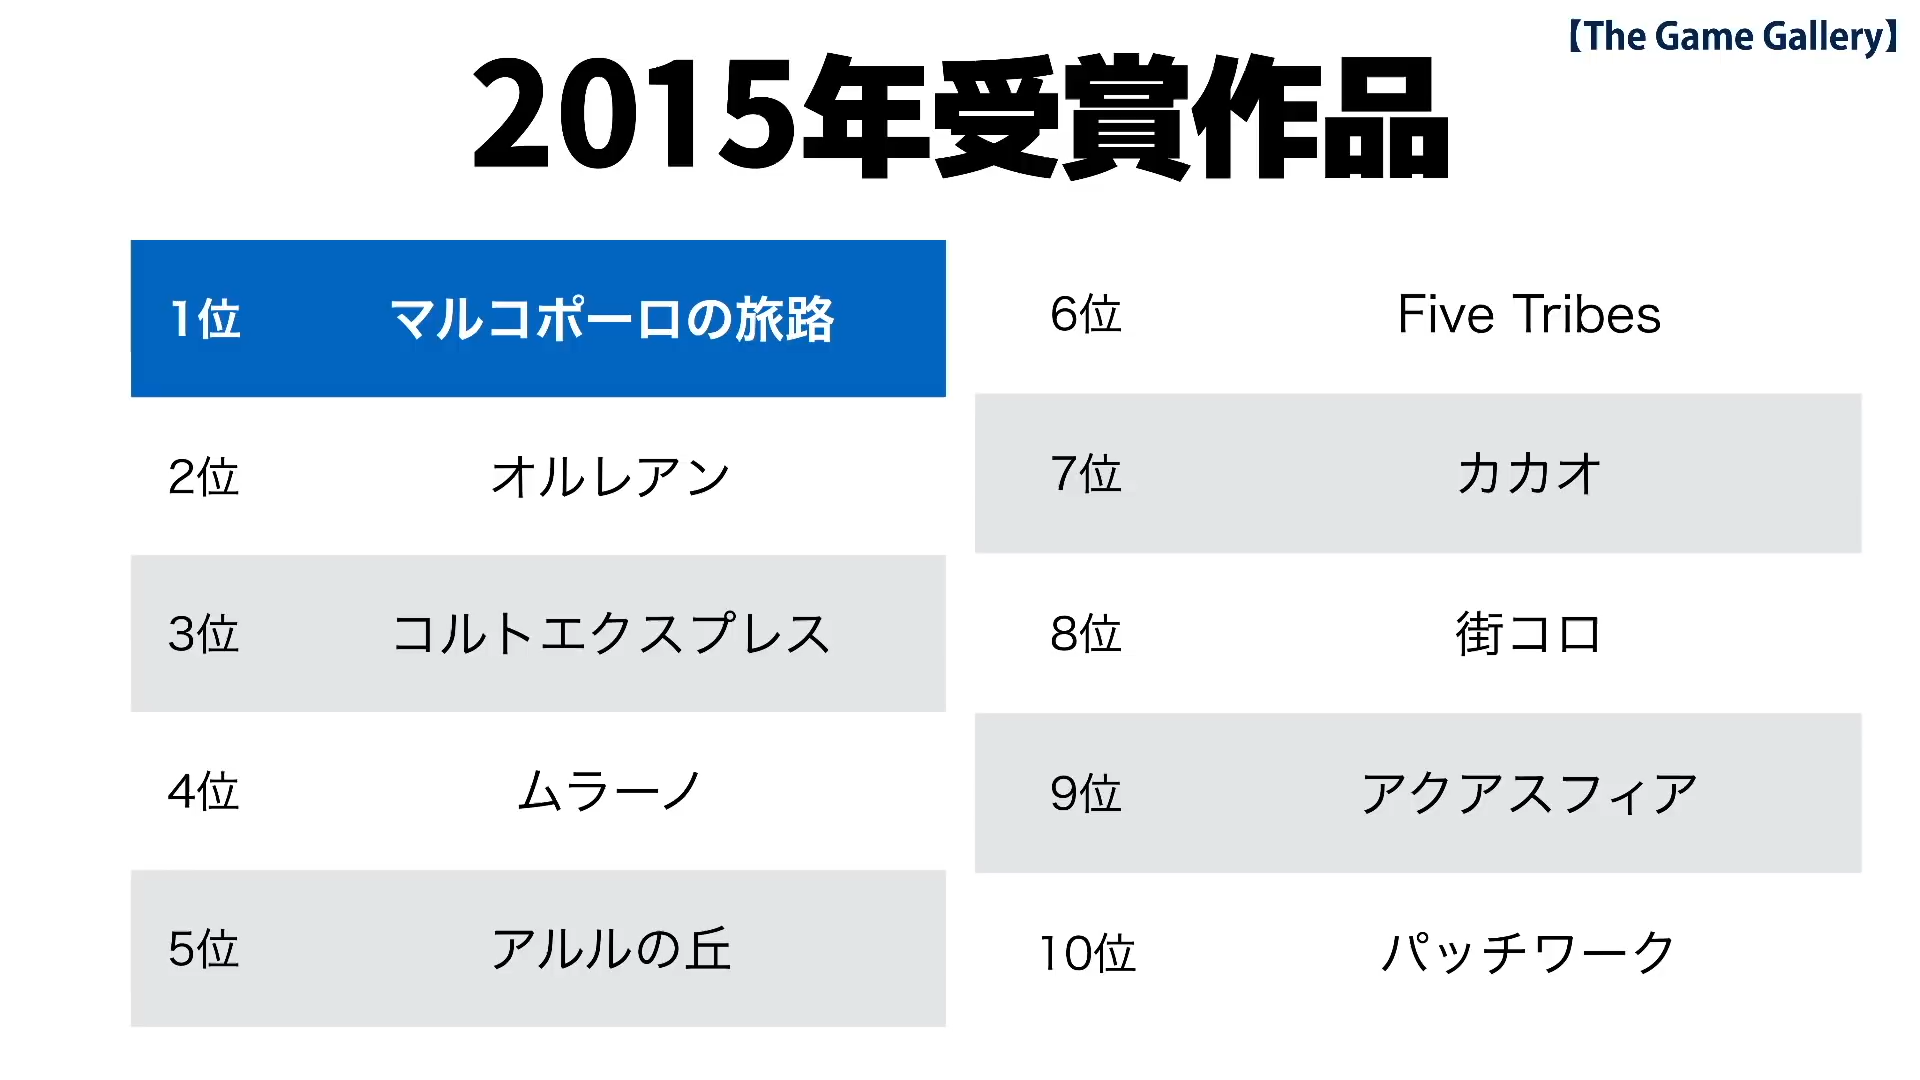 【The Game Gallery】
2015年受賞作品
1位 マルコポーロの旅路
2位 オルレアン
3位 コルトエクスプレス
4位 ムラーノ
5位 アルルの丘
6位 Five Tribes
7位 カカオ
8位 街コロ
9位 アクアスフィア
10位 パッチワーク